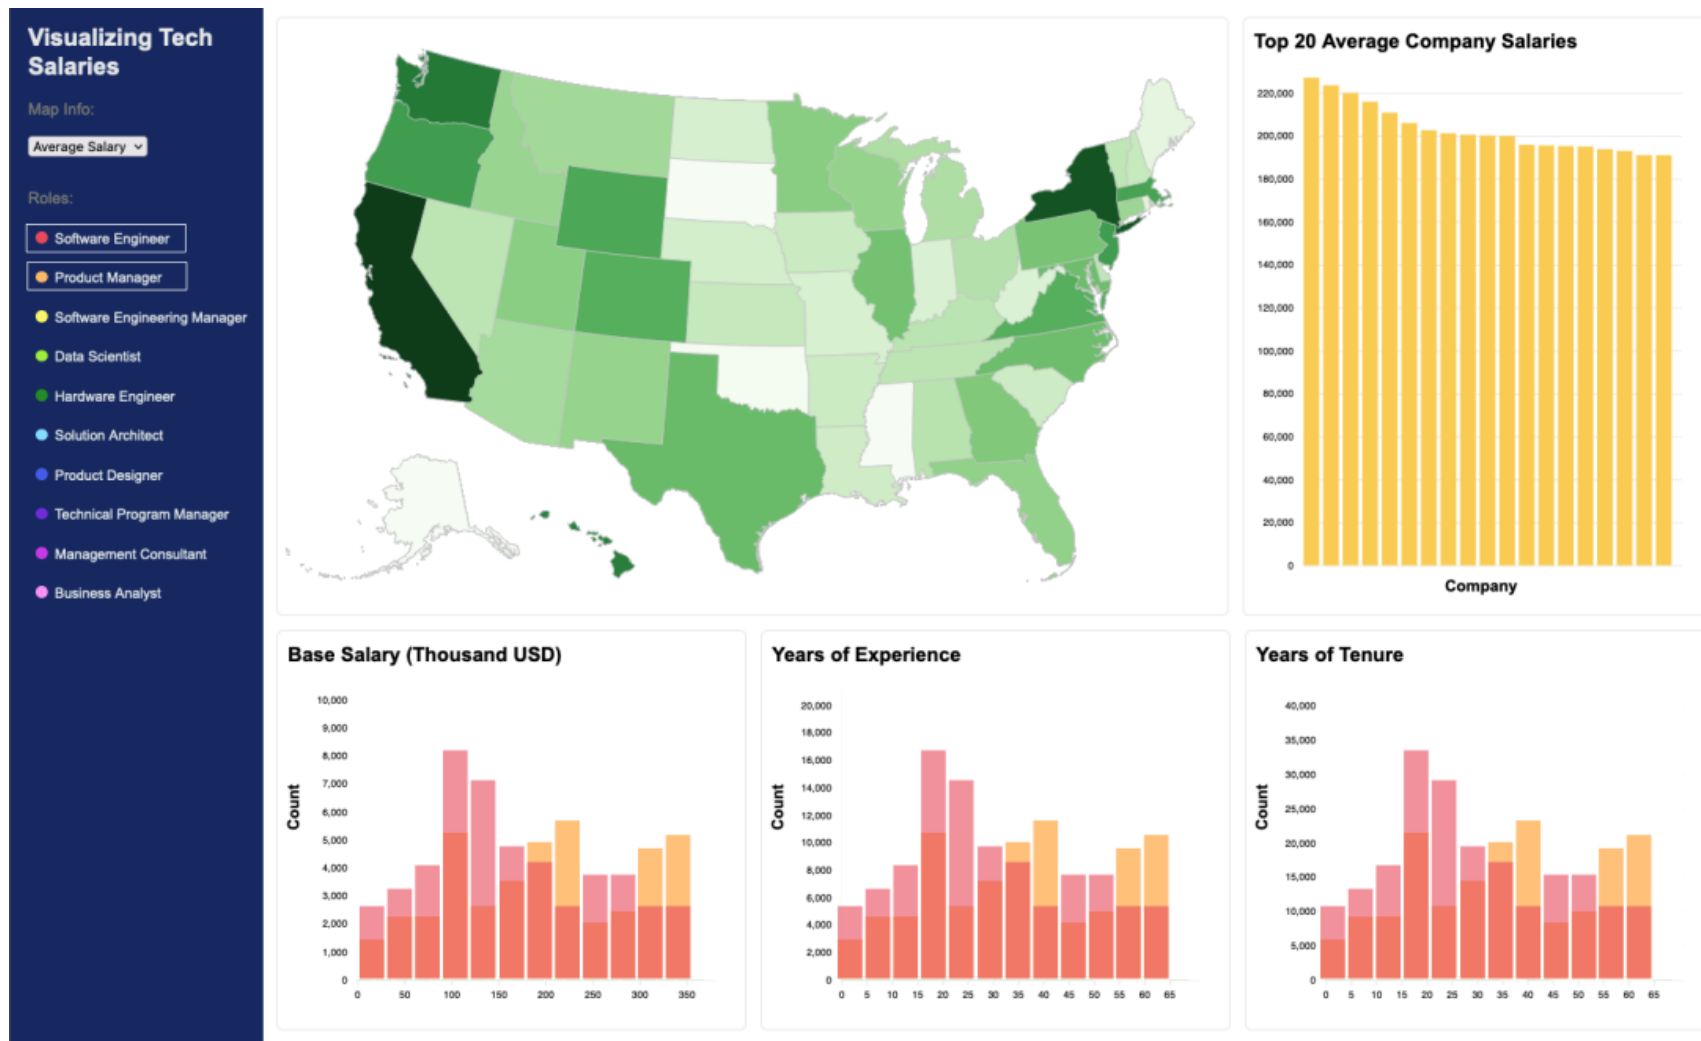 Visualizing Tech
Salaries
Map Info:
Average Salary
Roles:
Software Engineer
Product Manager
Software Engineering Manager
Data Scientist
Hardware Engineer
Solution Architect
Product Designer
Technical Program Manager
Management Consultant
Business Analyst
Top 20 Average Company Salaries
220,000
200,000
180,000
160,000
140,000
120,000
100,000
80,000
60,000
40,000
20,000
0
Company
Base Salary (Thousand USD)
Count
10,000
9,000
8,000
7,000
6,000
5,000
4,000
3,000
2,000
1,000
0
0 50 100 150 200 250 300 350
Years of Experience
Count
20,000
18,000
16,000
14,000
12,000
10,000
8,000
6,000
4,000
2,000
0
0 5 10 15 20 25 30 35 40 45 50 55 60 65
Years of Tenure
Count
40,000
35,000
30,000
25,000
20,000
15,000
10,000
5,000
0
0 5 10 15 20 25 30 35 40 45 50 55 60 65